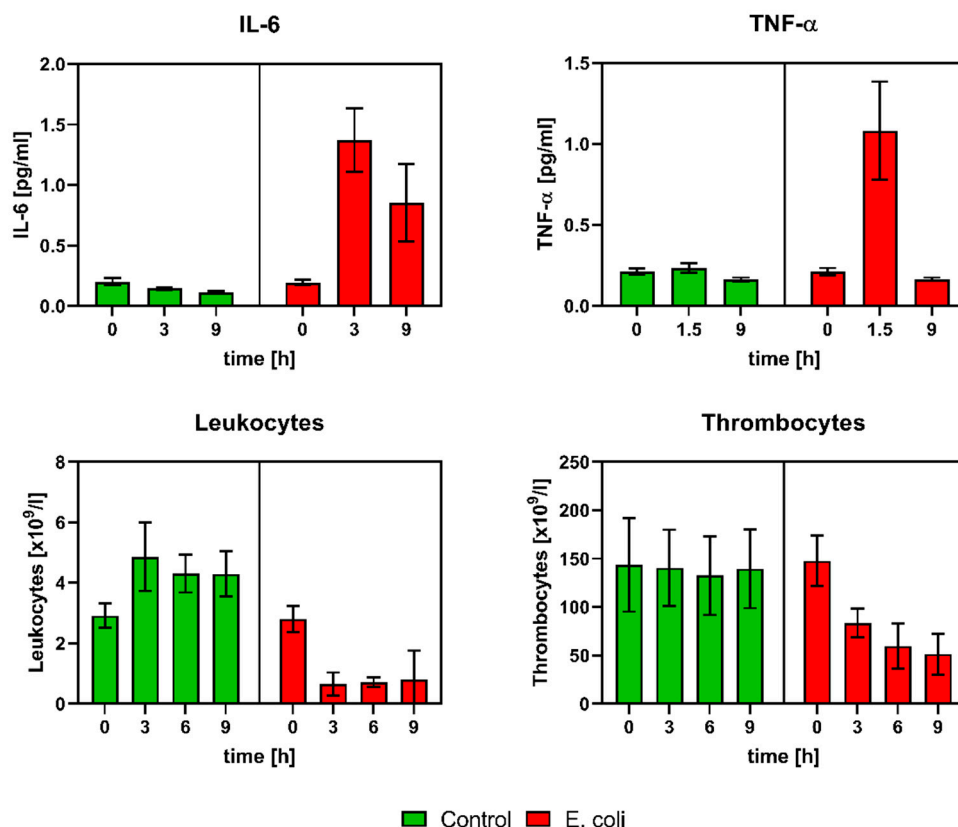 IL-6
IL-6 [pg/ml]
2.0
1.5
1.0
0.5
0.0
0 3 9 0 3 9
time [h]
TNF-α
TNF-α [pg/ml]
1.5
1.0
0.5
0.0
0 1.5 9 0 1.5 9
time [h]
Leukocytes
Leukocytes [x10⁹/l]
8
6
4
2
0
0 3 6 9 0 3 6 9
time [h]
Thrombocytes
Thrombocytes [x10⁹/l]
250
200
150
100
50
0
0 3 6 9 0 3 6 9
time [h]
Control E. coli